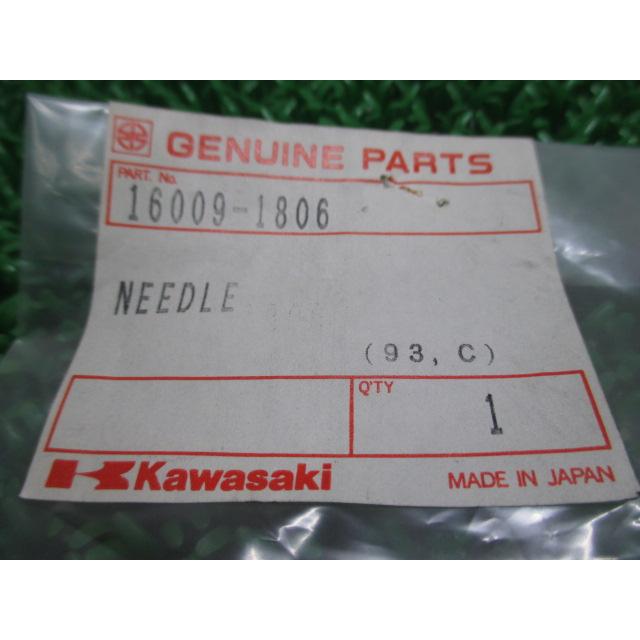 GENUINE PARTS
PART. No.
16009-1806
NEEDLE
(93, C)
Q'TY
1
Kawasaki
MADE IN JAPAN